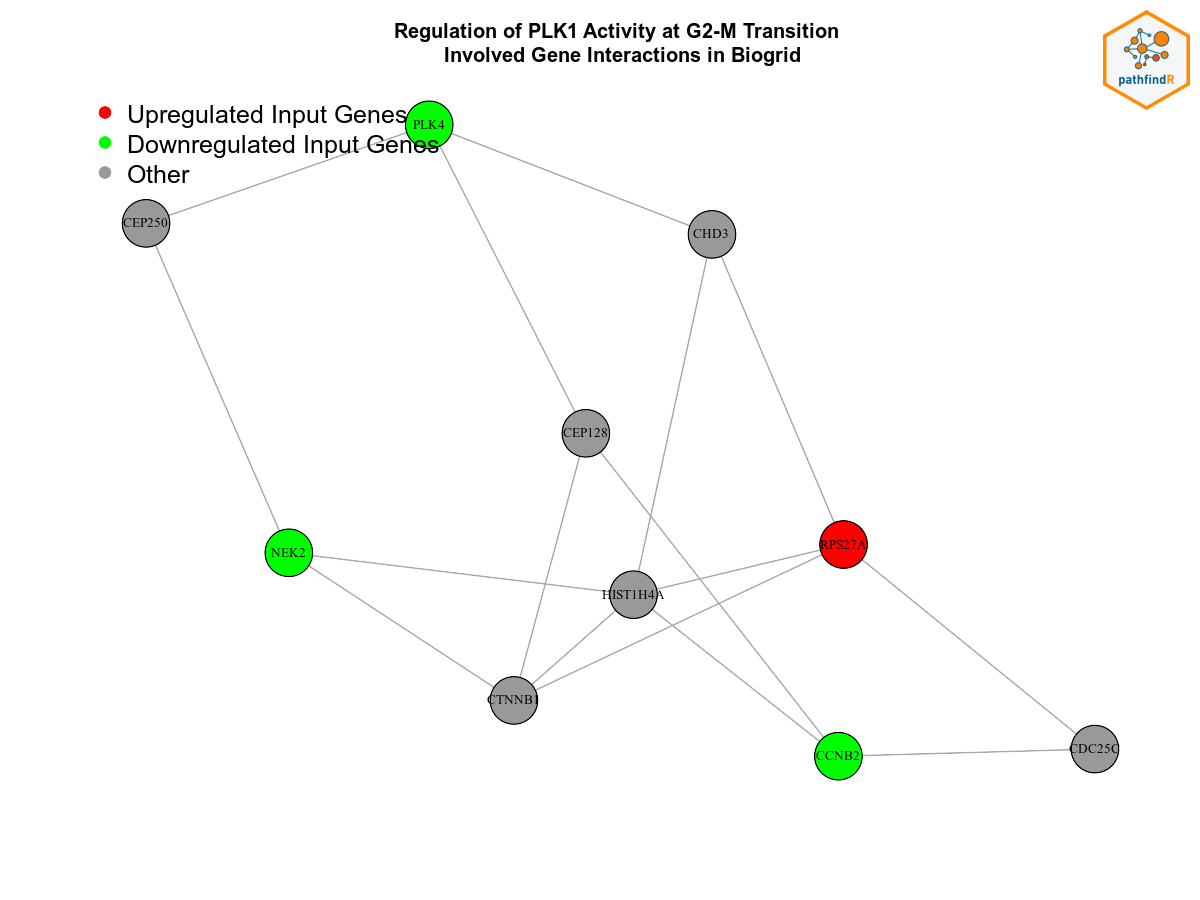 Regulation of PLK1 Activity at G2-M Transition
Involved Gene Interactions in Biogrid
pathfindR
Upregulated Input Genes
Downregulated Input Genes
Other
PLK4
CEP250
CHD3
CEP128
NEK2
RPS27A
HIST1H4A
CTNNB1
CCNB2
CDC25C